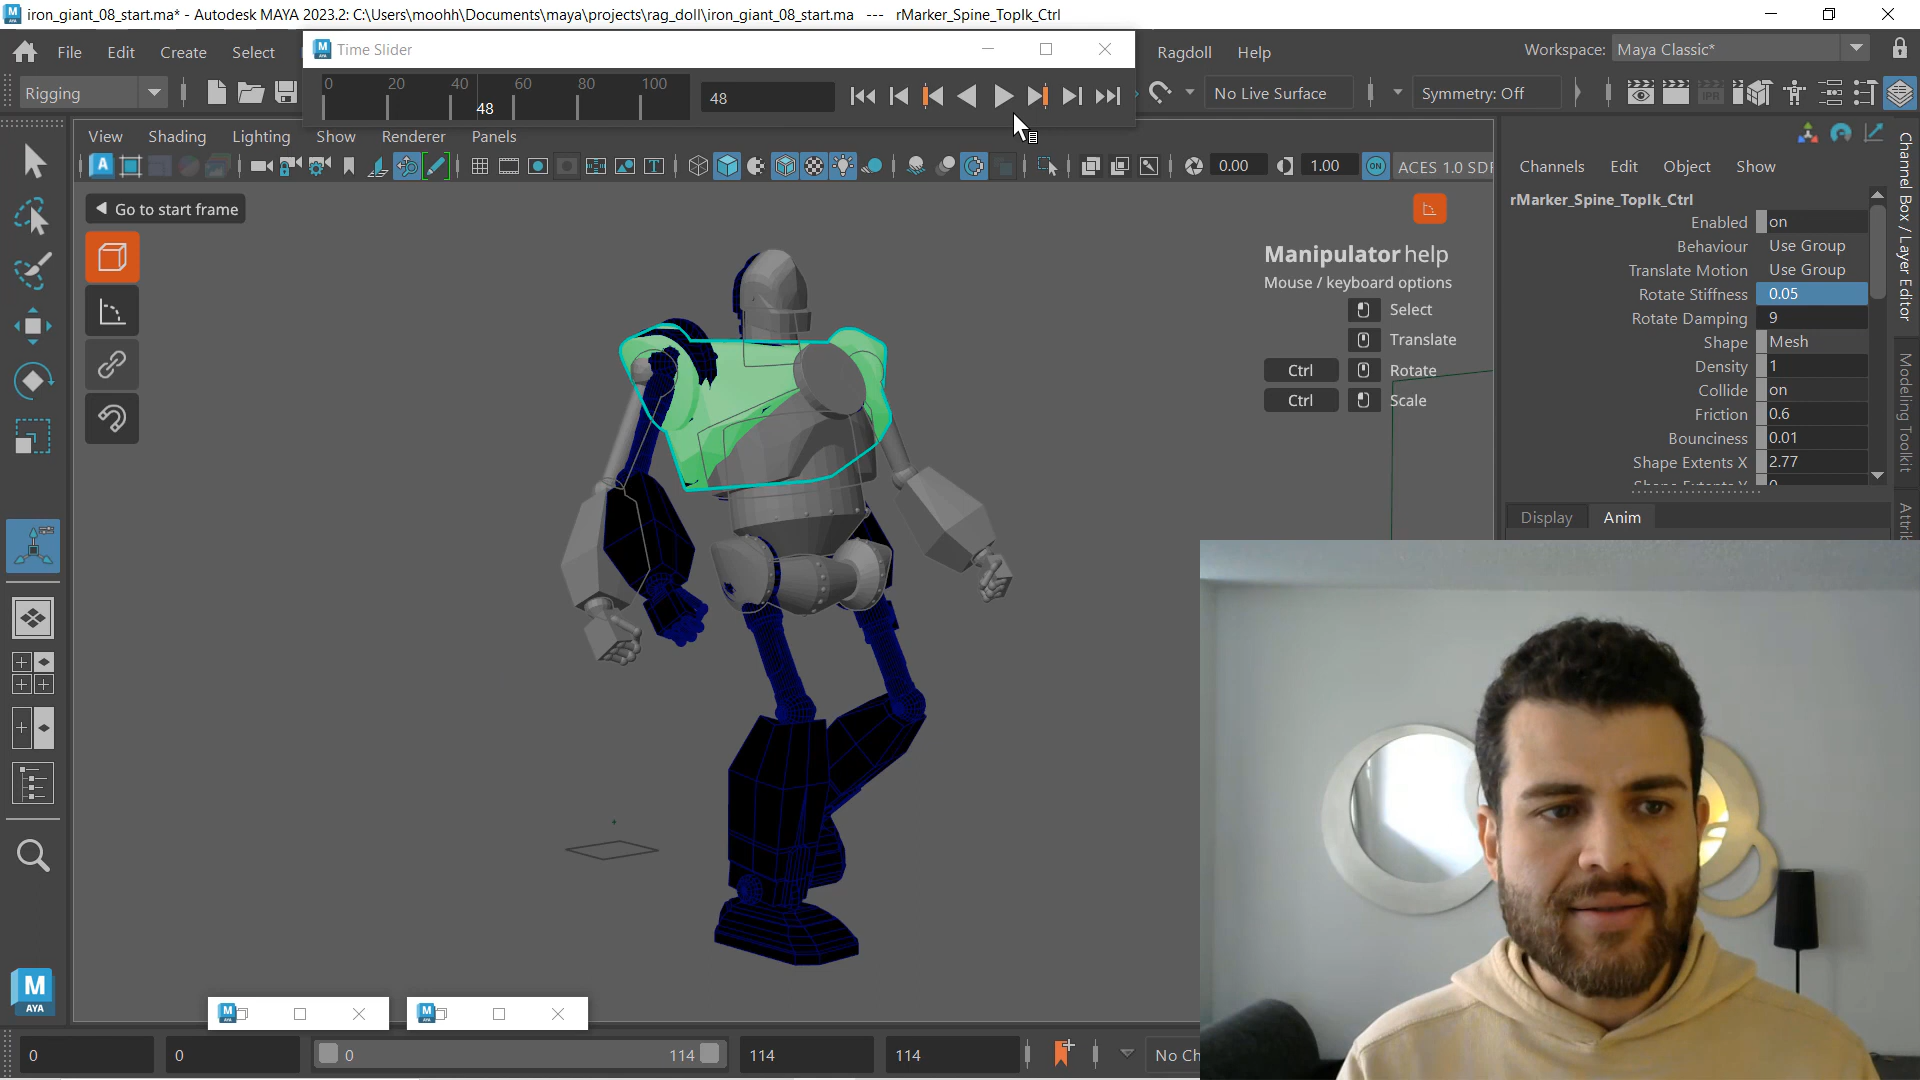 iron_giant_08_start.ma* - Autodesk MAYA 2023.2: C:\Users\moohh\Documents\maya\projects\rag_doll\iron_giant_08_start.ma --- rMarker_Spine_TopIk_Ctrl
File Edit Create Select
Time Slider
Ragdoll Help
Workspace: Maya Classic*
Rigging
0 20 40 60 80 100
48
48
No Live Surface
Symmetry: Off
IPR
View Shading Lighting Show Renderer Panels
0.00
1.00
ON
ACES 1.0 SDR
Go to start frame
Manipulator help
Mouse / keyboard options
Select
Translate
Ctrl Rotate
Ctrl Scale
Channels Edit Object Show
rMarker_Spine_TopIk_Ctrl
Enabled on
Behaviour Use Group
Translate Motion Use Group
Rotate Stiffness 0.05
Rotate Damping 9
Shape Mesh
Density 1
Collide on
Friction 0.6
Bounciness 0.01
Shape Extents X 2.77
Display Anim
Channel Box / Layer Editor
Modeling Toolkit
M
AYA
0
0
0
114
114
114